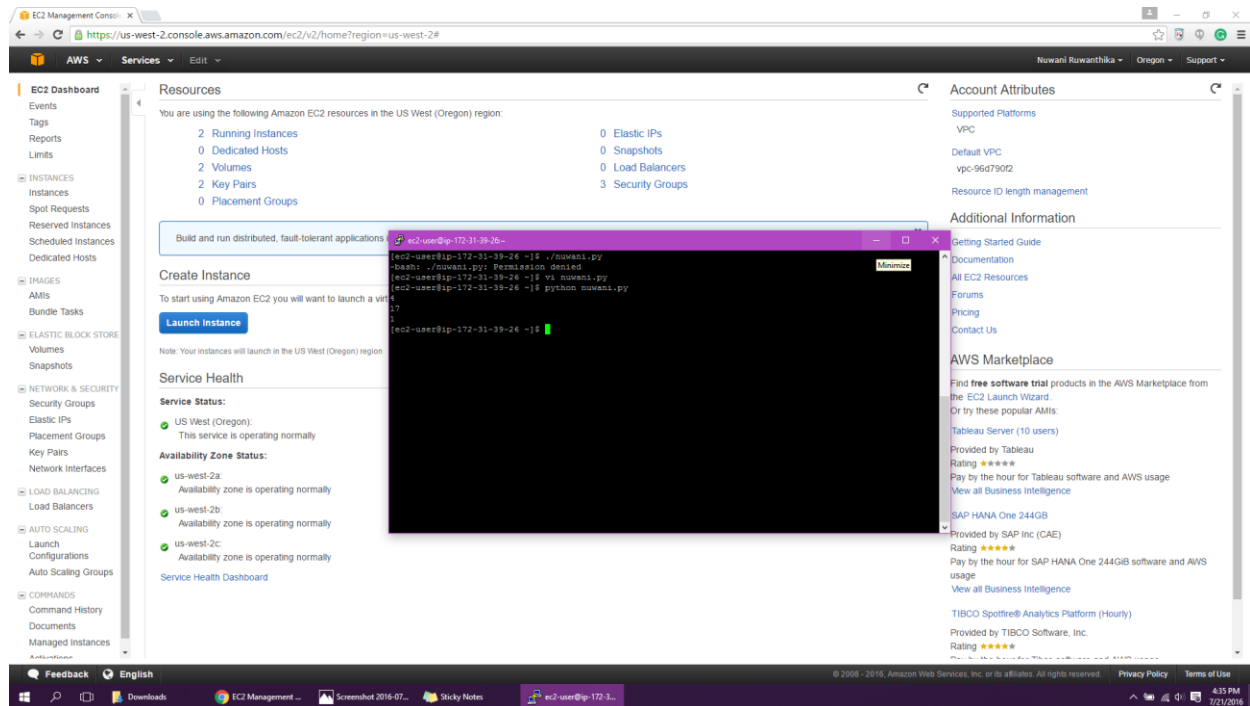 EC2 Management Consol
https://us-west-2.console.aws.amazon.com/ec2/v2/home?region=us-west-2#
AWS Services Edit Nuwani Ruwanthika Oregon Support
EC2 Dashboard
Events
Tags
Reports
Limits
INSTANCES
Instances
Spot Requests
Reserved Instances
Scheduled Instances
Dedicated Hosts
IMAGES
AMIs
Bundle Tasks
ELASTIC BLOCK STORE
Volumes
Snapshots
NETWORK & SECURITY
Security Groups
Elastic IPs
Placement Groups
Key Pairs
Network Interfaces
LOAD BALANCING
Load Balancers
AUTO SCALING
Launch
Configurations
Auto Scaling Groups
COMMANDS
Command History
Documents
Managed Instances
Resources
You are using the following Amazon EC2 resources in the US West (Oregon) region:
2 Running Instances
0 Dedicated Hosts
2 Volumes
2 Key Pairs
0 Placement Groups
0 Elastic IPs
0 Snapshots
0 Load Balancers
3 Security Groups
Build and run distributed, fault-tolerant applications
Create Instance
To start using Amazon EC2 you will want to launch a virt
Launch Instance
Note: Your instances will launch in the US West (Oregon) region
Service Health
Service Status:
US West (Oregon):
This service is operating normally
Availability Zone Status:
us-west-2a:
Availability zone is operating normally
us-west-2b:
Availability zone is operating normally
us-west-2c:
Availability zone is operating normally
Service Health Dashboard
ec2-user@ip-172-31-39-26:~
[ec2-user@ip-172-31-39-26 ~]$ ./nuwani.py
-bash: ./nuwani.py: Permission denied
[ec2-user@ip-172-31-39-26 ~]$ vi nuwani.py
[ec2-user@ip-172-31-39-26 ~]$ python nuwani.py
4
17
1
[ec2-user@ip-172-31-39-26 ~]$
Minimize
Account Attributes
Supported Platforms
VPC
Default VPC
vpc-96d790f2
Resource ID length management
Additional Information
Getting Started Guide
Documentation
All EC2 Resources
Forums
Pricing
Contact Us
AWS Marketplace
Find free software trial products in the AWS Marketplace from
the EC2 Launch Wizard.
Or try these popular AMIs:
Tableau Server (10 users)
Provided by Tableau
Rating
Pay by the hour for Tableau software and AWS usage
View all Business Intelligence
SAP HANA One 244GB
Provided by SAP Inc (CAE)
Rating
Pay by the hour for SAP HANA One 244GiB software and AWS
usage
View all Business Intelligence
TIBCO Spotfire® Analytics Platform (Hourly)
Provided by TIBCO Software, Inc.
Rating
Feedback English © 2008 - 2016, Amazon Web Services, Inc. or its affiliates. All rights reserved. Privacy Policy Terms of Use
Downloads EC2 Management ... Screenshot 2016-07... Sticky Notes ec2-user@ip-172-3...
4:35 PM
7/21/2016